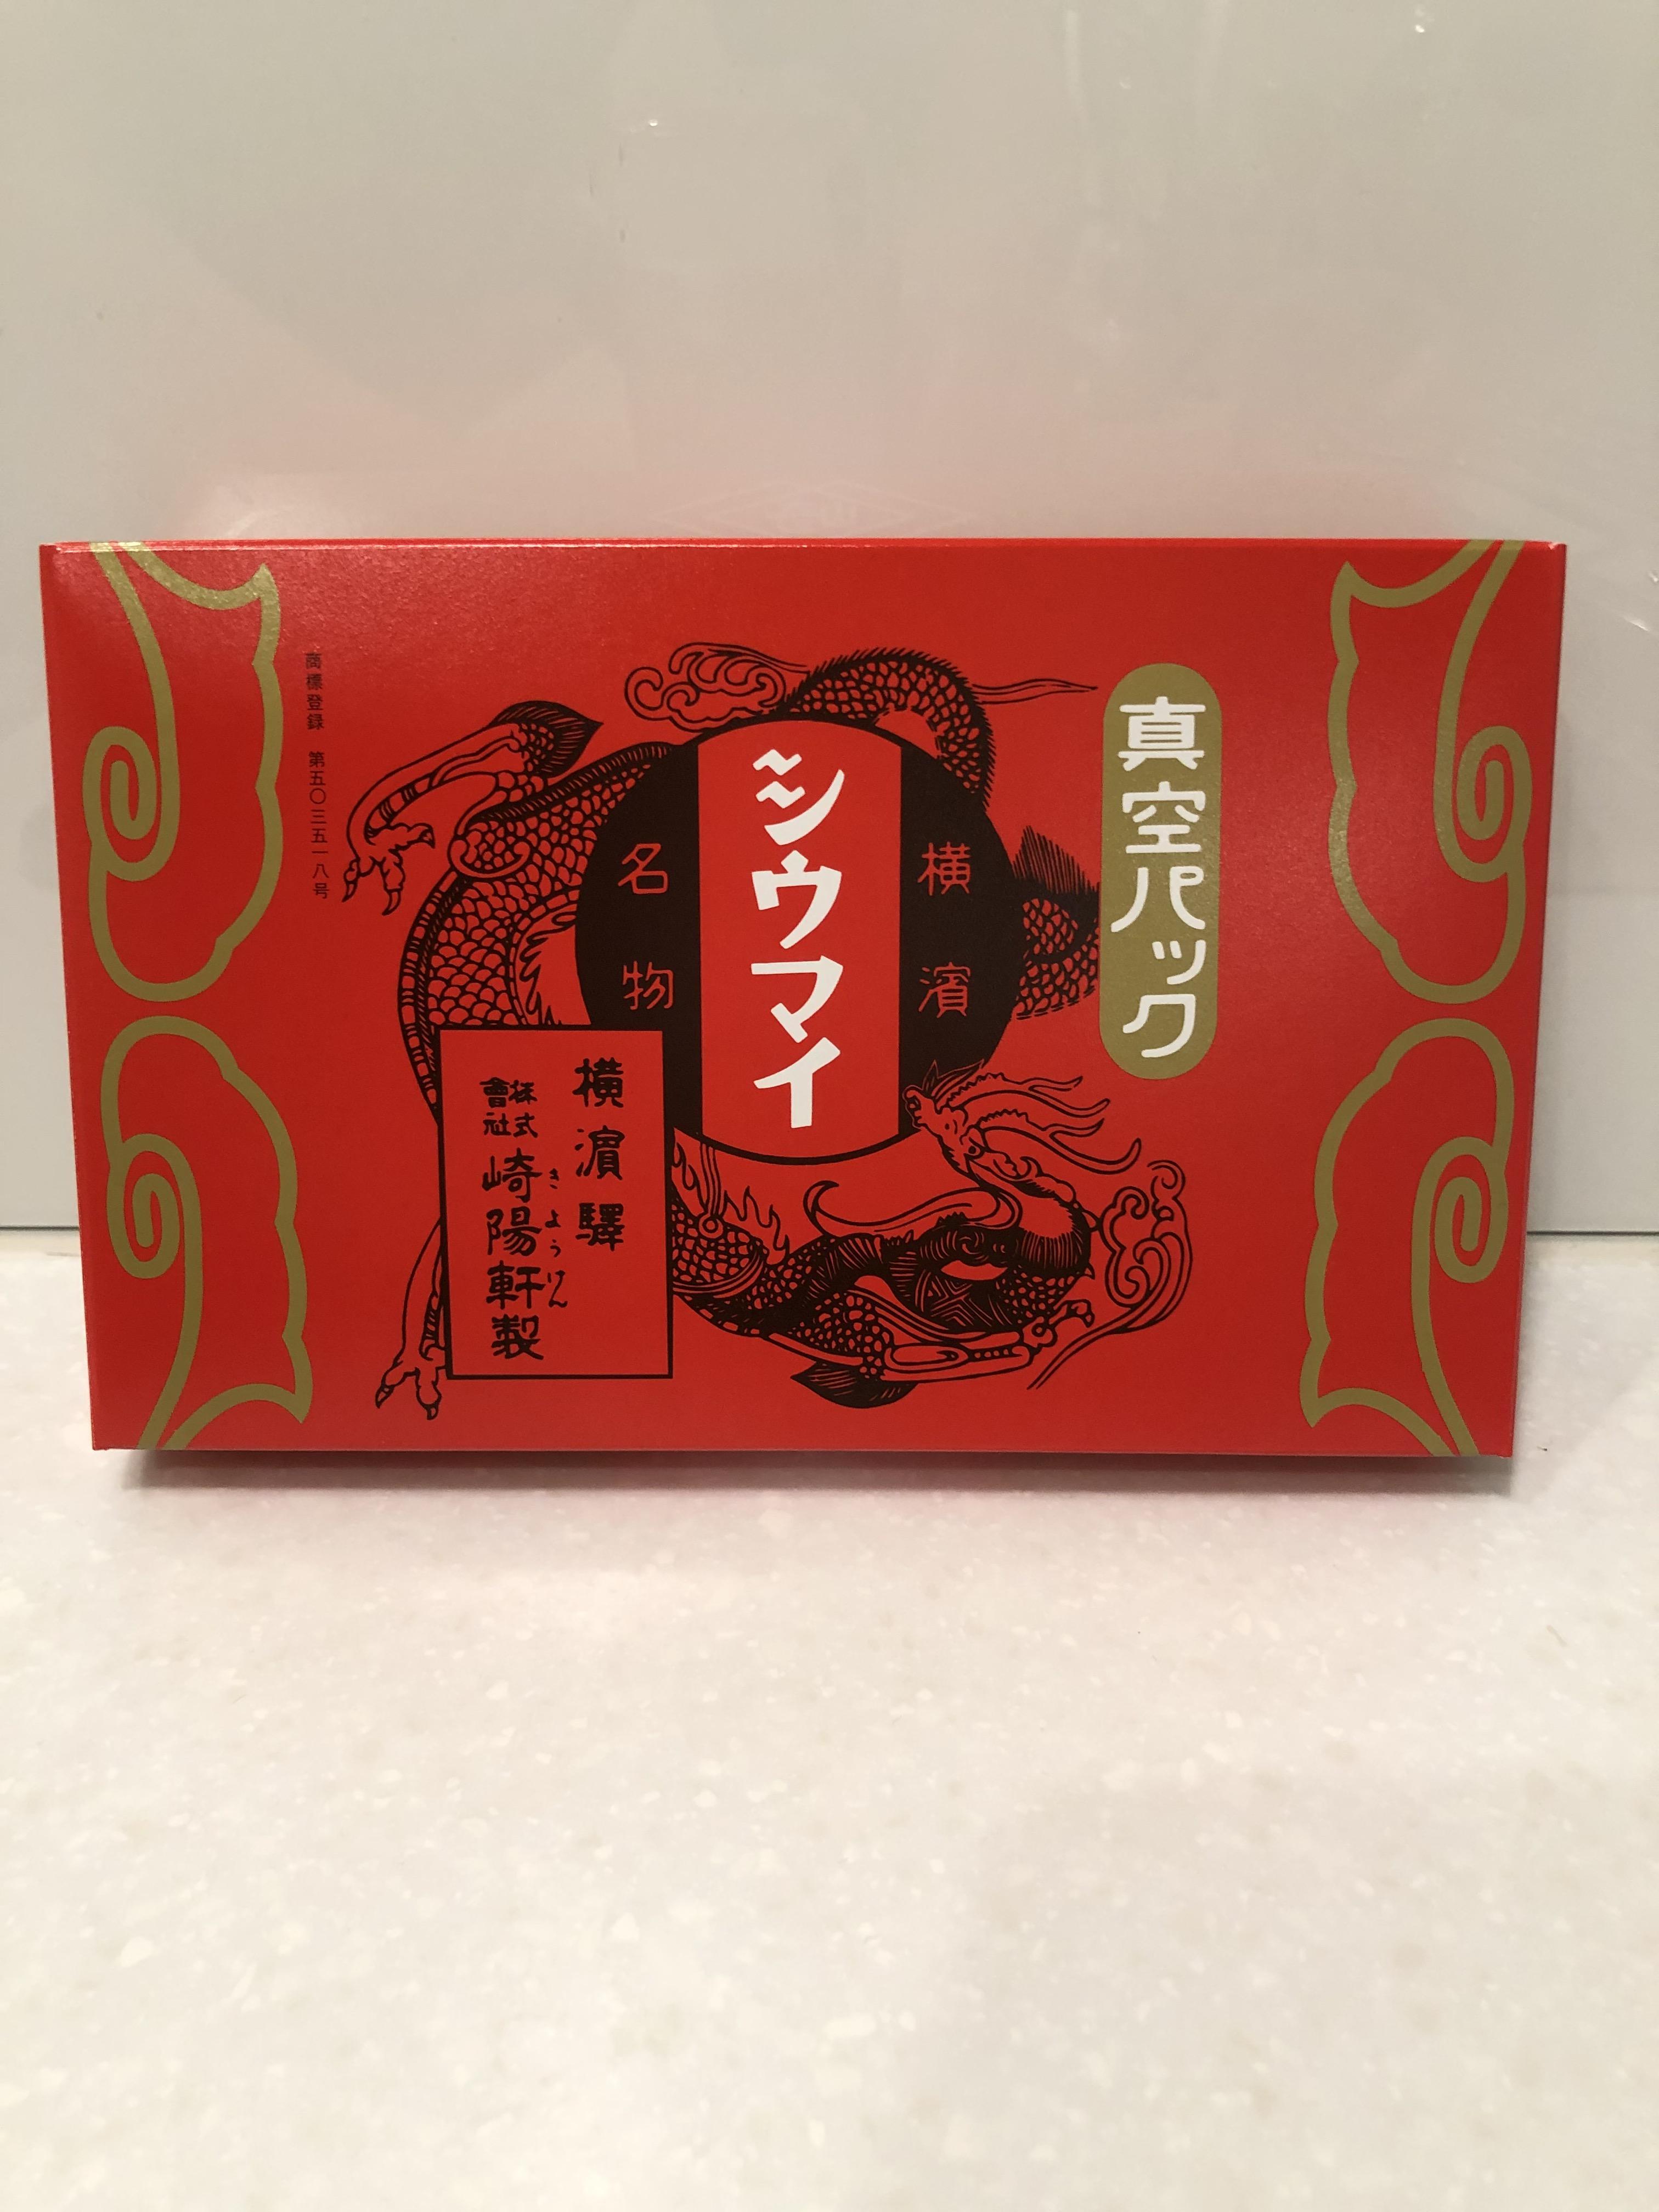 真空パック
横濱
シウマイ
名物
横濱驛
株式會社 崎陽軒製
きようけん
商標登録 第五〇三五一八号